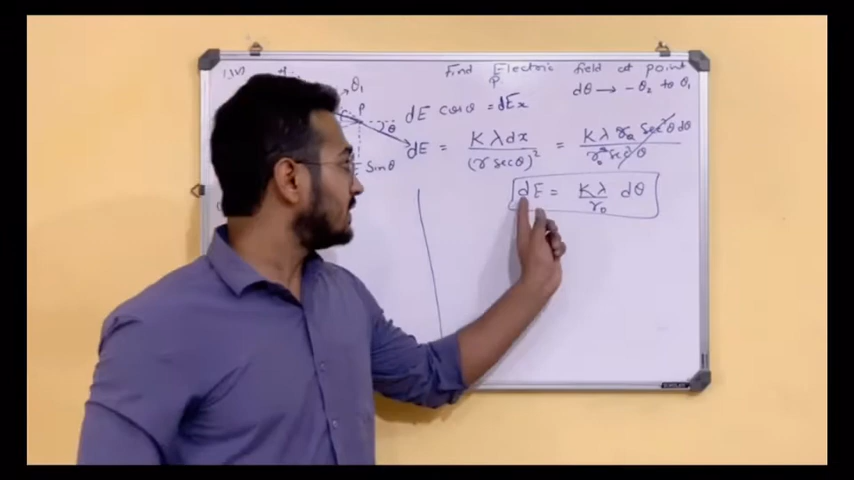 Find Electric field at point
P
dθ → - θ₂ to θ₁
θ₁
P
θ
dE cosθ = dEx
dE = Kλdx / (r secθ)² = Kλ r₀ sec²θ dθ / r₀² sec²θ
E Sinθ
dE = Kλ / r₀ dθ